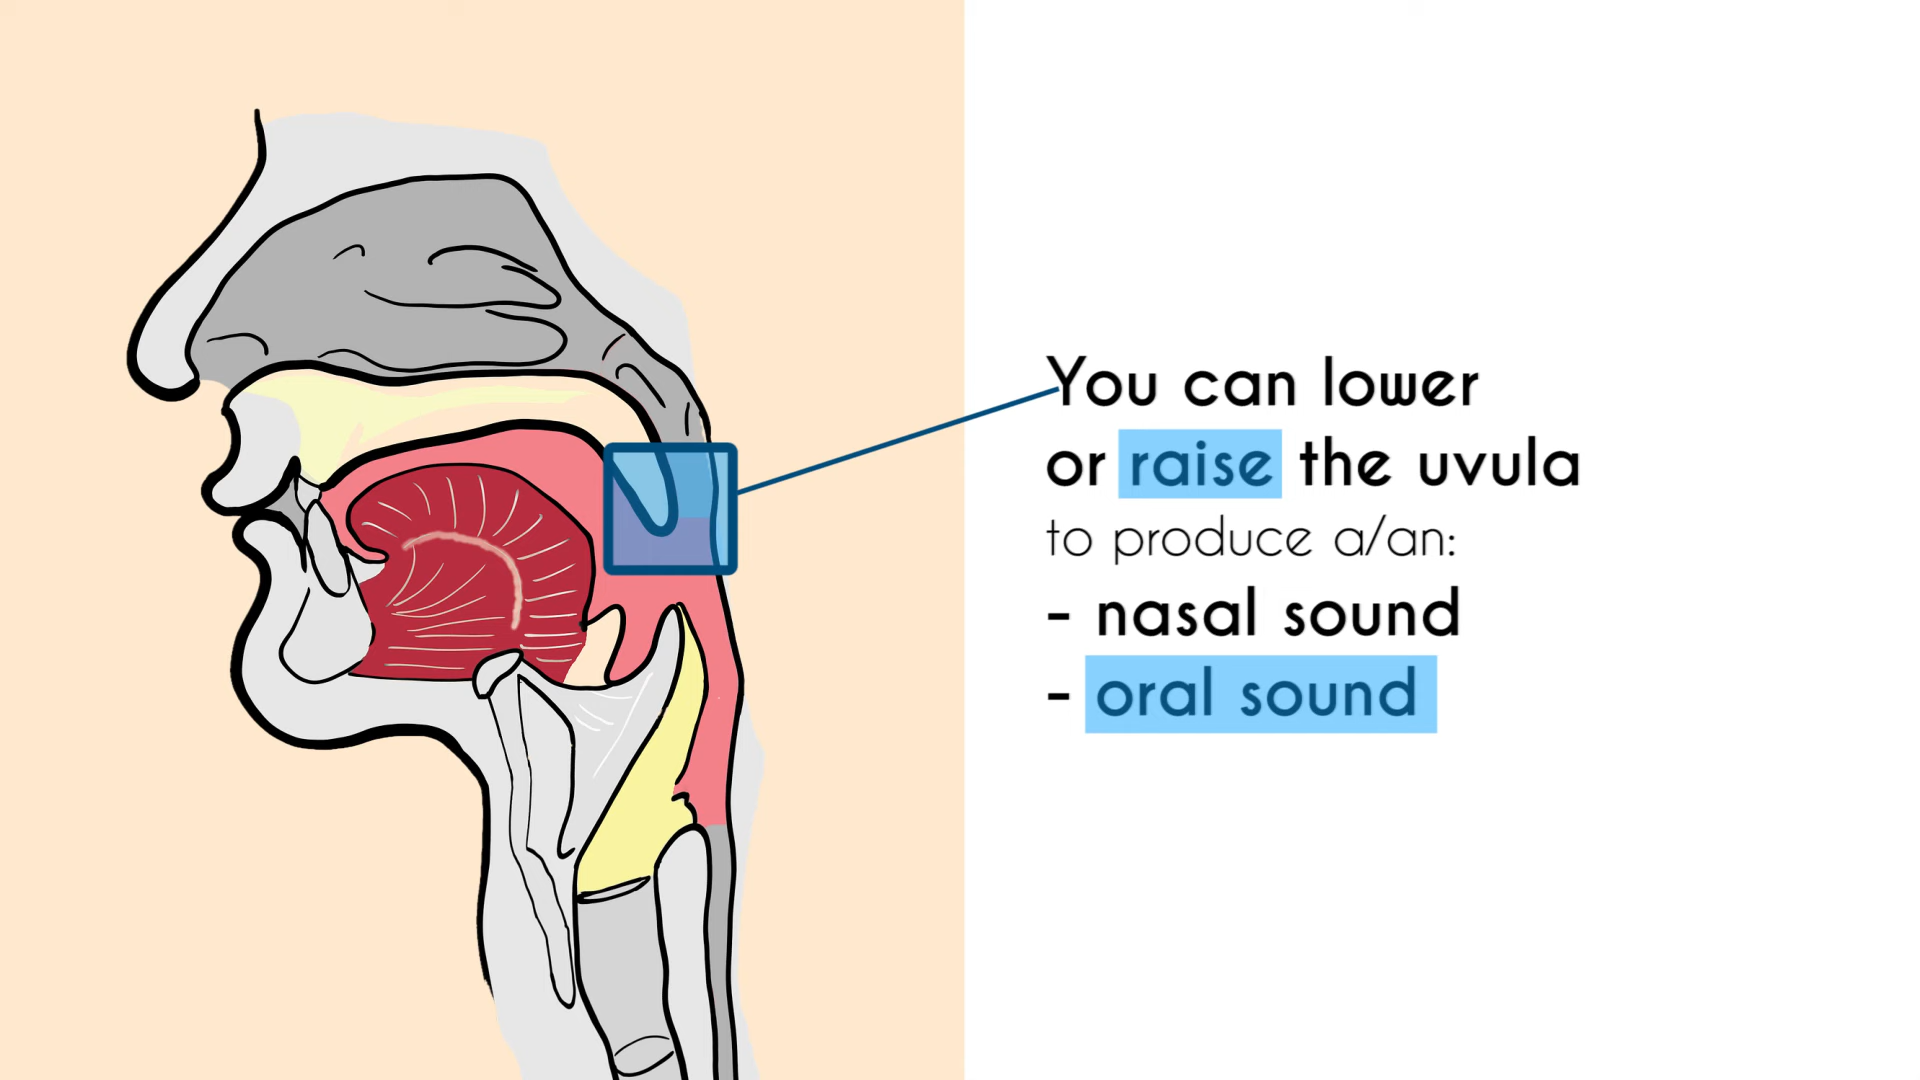 You can lower
or raise the uvula
to produce a/an:
- nasal sound
- oral sound